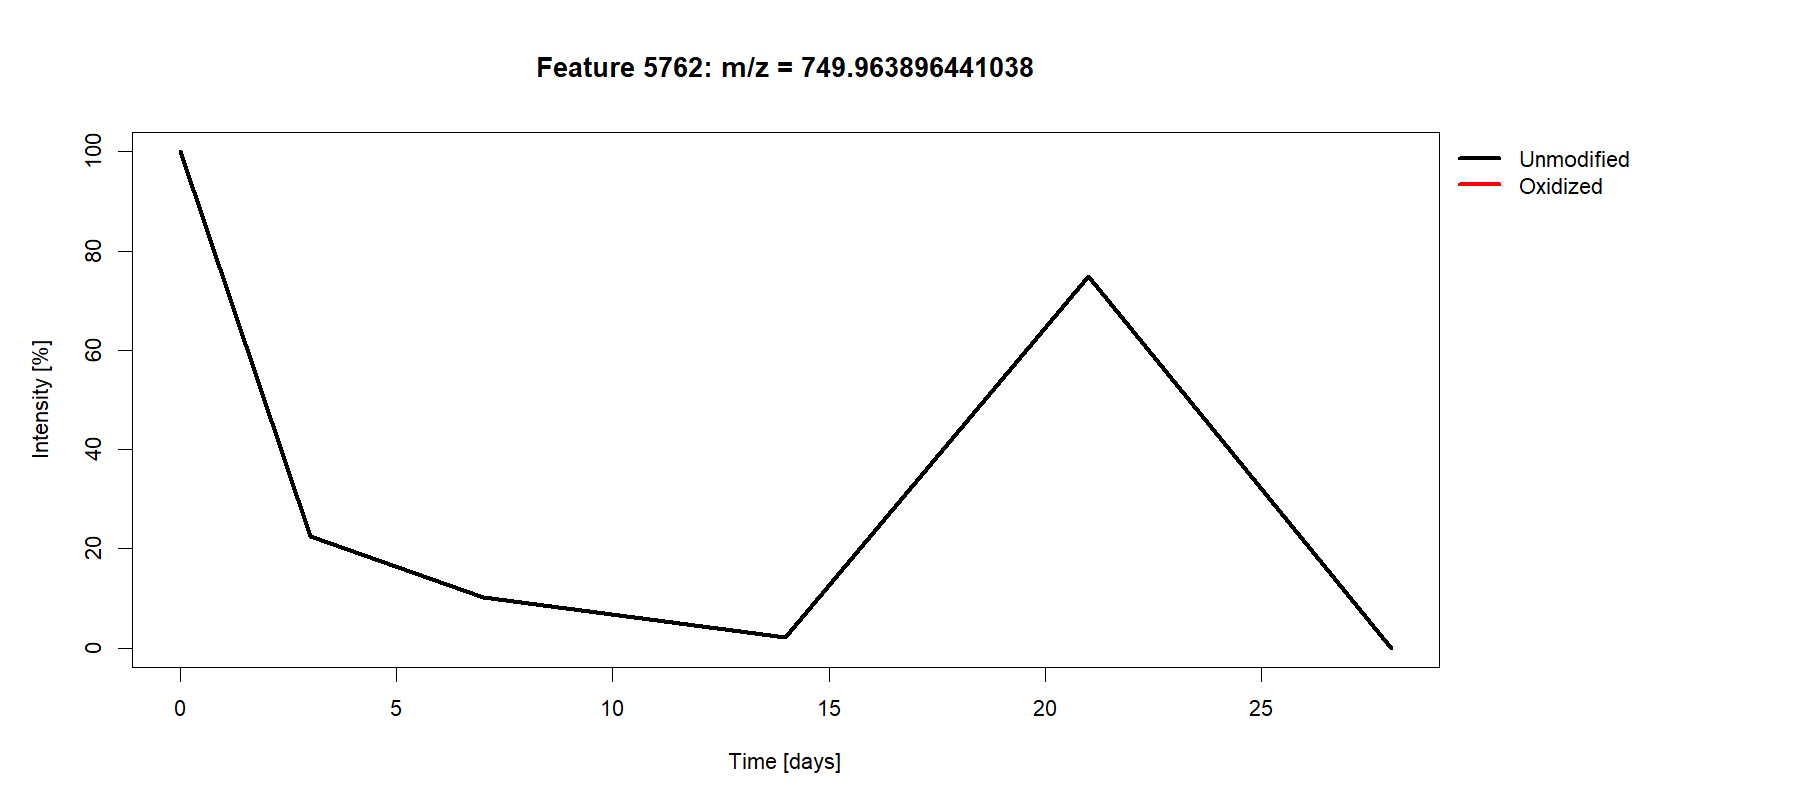 Feature 5762: m/z = 749.963896441038
100
80
60
40
20
0
Intensity [%]
0 5 10 15 20 25
Time [days]
Unmodified
Oxidized